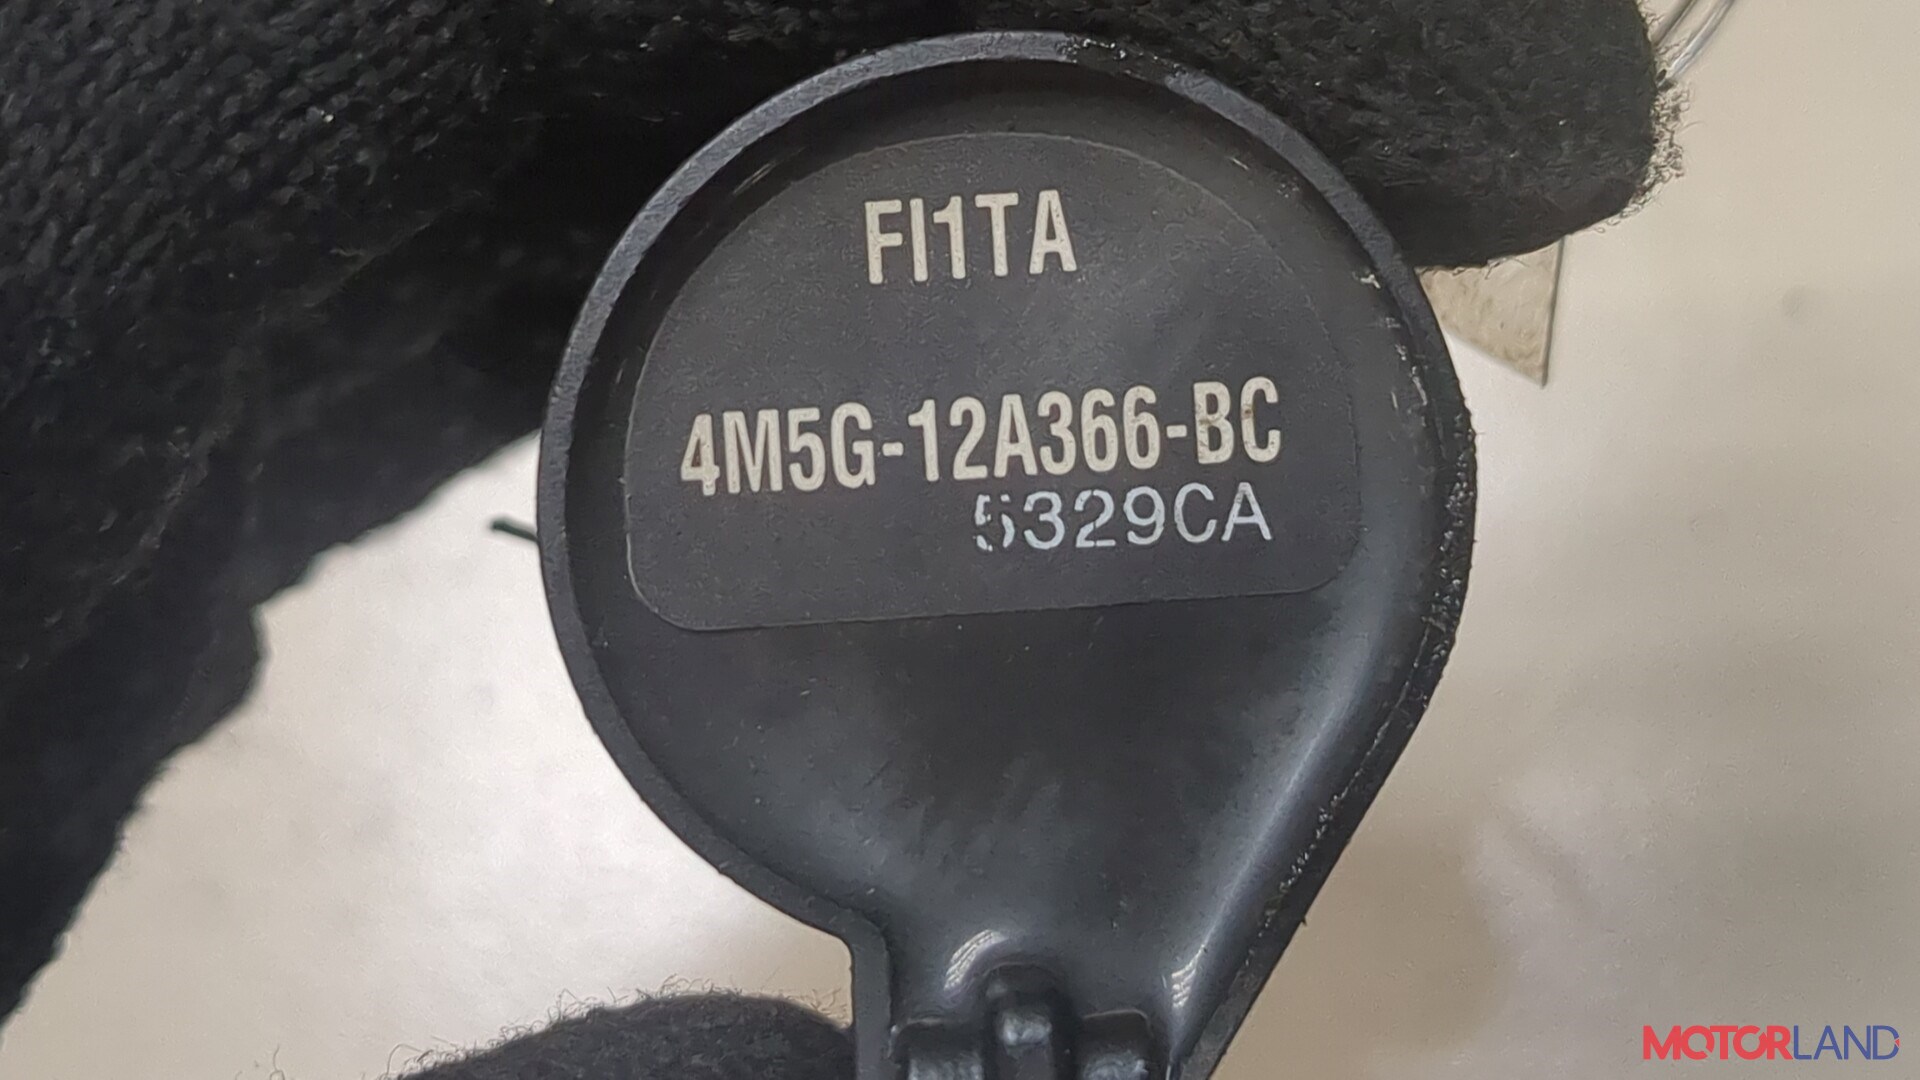 FI1TA
4M5G-12A366-BC
5329CA
MOTORLAND